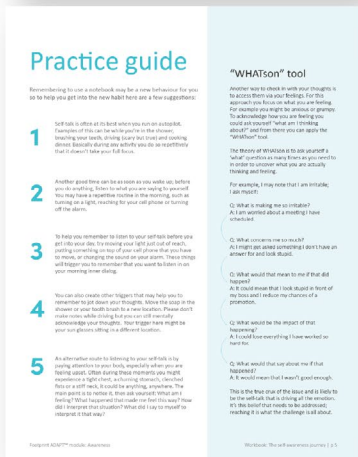 Practice guide
Remembering to use a notebook may be a new behaviour for you
so to help you get into the new habit here are a few suggestions:
1
Self-talk is often at its best when you run on autopilot.
Examples of this can be while you're in the shower,
brushing your teeth, driving (scary but true) and cooking
dinner. Basically during any activity you do so repetitively
that it doesn't take your full focus.
2
Another good time can be as soon as you wake up, before
you do anything, listen to what you are saying to yourself.
You may have a repetitive routine in the morning, such as
turning on a light, reaching for your cell phone or turning
off the alarm.
3
To help you remember to listen to your self-talk before you
get into your day, try moving your light just out of reach,
putting something on top of your cell phone that you have
to move, or changing the sound on your alarm. These things
will trigger you to remember that you want to listen in on
your morning inner dialog.
4
You can also create other triggers that may help you to
remember to jot down your thoughts. Move the soap in the
shower or your tooth brush to a new location. Please don't
make notes while driving but you can still mentally
acknowledge your thoughts. Your trigger here might be
your sun glasses sitting in a different location.
5
An alternative route to listening to your self-talk is by
paying attention to your body, especially when you are
feeling upset. Often during these moments you might
experience a tight chest, a churning stomach, clenched
fists or a stiff neck, it could be anything, anywhere. The
main point is to notice it, then ask yourself: What am I
feeling? What happened that made me feel this way? How
did I interpret that situation? What did I say to myself to
interpret it that way?
Footprint ADAPT™ module: Awareness
"WHATson" tool
Another way to check in with your thoughts is
to access them via your feelings. For this
approach you focus on what you are feeling.
For example you might be anxious or grumpy.
To acknowledge how you are feeling you
could ask yourself "what am I thinking
about?" and from there you can apply the
"WHATson" tool.
The theory of WHATson is to ask yourself a
'what' question as many times as you need to
in order to uncover what you are actually
thinking and feeling.
For example, I may note that I am irritable;
I ask myself:
Q: What is making me so irritable?
A: I am worried about a meeting I have
scheduled.
Q: What concerns me so much?
A: I might get asked something I don't have an
answer for and look stupid.
Q: What would that mean to me if that did
happen?
A: It could mean that I look stupid in front of
my boss and I reduce my chances of a
promotion.
Q: What would be the impact of that
happening?
A: I could lose everything I have worked so
hard for.
Q: What would that say about me if that
happened?
A: It would mean that I wasn't good enough.
This is the true crux of the issue and is likely to
be the self-talk that is driving all the emotion.
It's this belief that needs to be addressed;
reaching it is what the challenge is all about.
Workbook: The self-awareness journey | p 5